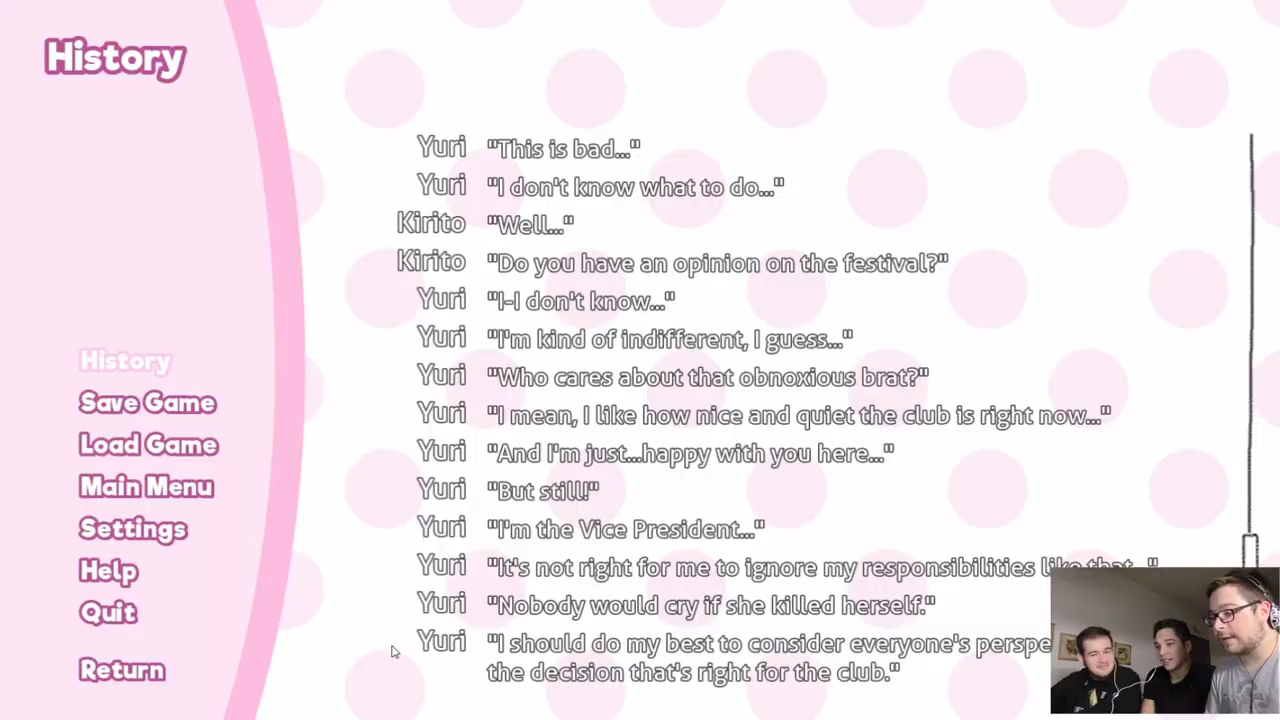 History
Yuri "This is bad..."
Yuri "I don't know what to do..."
Kirito "Well..."
Kirito "Do you have an opinion on the festival?"
Yuri "I-I don't know..."
Yuri "I'm kind of indifferent, I guess..."
Yuri "Who cares about that obnoxious brat?"
Yuri "I mean, I like how nice and quiet the club is right now..."
Yuri "And I'm just...happy with you here..."
Yuri "But still!"
Yuri "I'm the Vice President..."
Yuri "It's not right for me to ignore my responsibilities like that..."
Yuri "Nobody would cry if she killed herself."
Yuri "I should do my best to consider everyone's perspe
the decision that's right for the club."
History
Save Game
Load Game
Main Menu
Settings
Help
Quit
Return